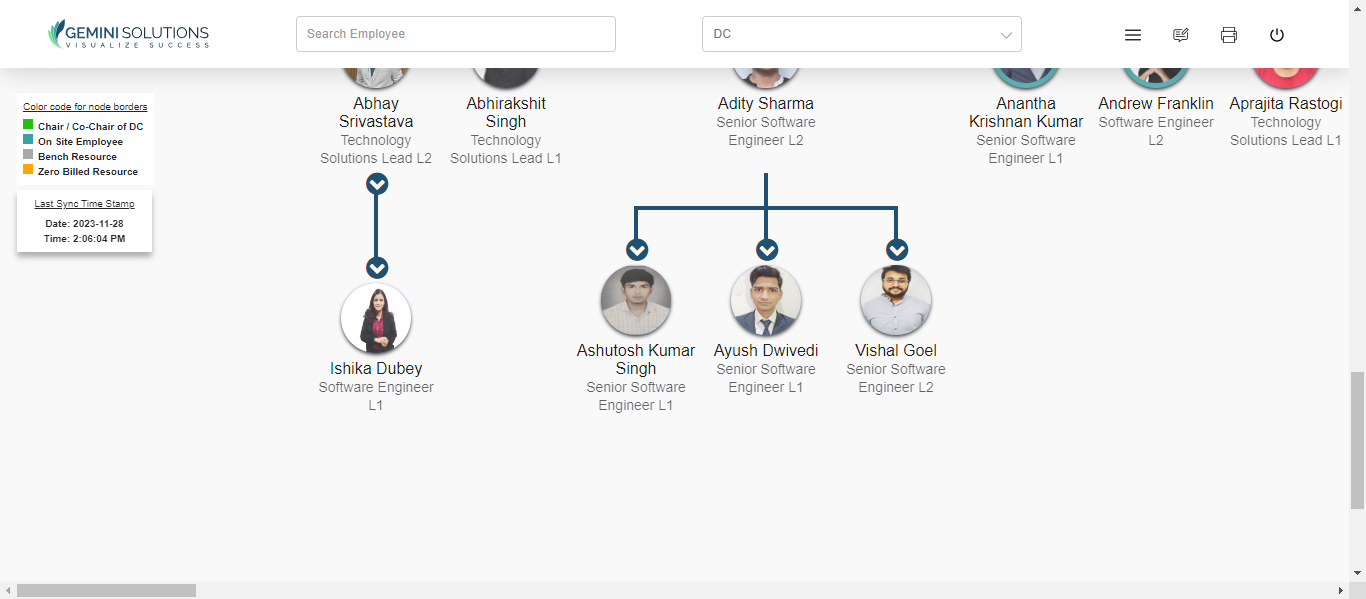 GEMINI SOLUTIONS
VISUALIZE SUCCESS
Search Employee
DC
Color code for node borders
Chair / Co-Chair of DC
On Site Employee
Bench Resource
Zero Billed Resource
Last Sync Time Stamp
Date: 2023-11-28
Time: 2:06:04 PM
Abhay
Srivastava
Technology
Solutions Lead L2
Abhirakshit
Singh
Technology
Solutions Lead L1
Adity Sharma
Senior Software
Engineer L2
Anantha
Krishnan Kumar
Senior Software
Engineer L1
Andrew Franklin
Software Engineer
L2
Aprajita Rastogi
Technology
Solutions L1
Ishika Dubey
Software Engineer
L1
Ashutosh Kumar
Singh
Senior Software
Engineer L1
Ayush Dwivedi
Senior Software
Engineer L1
Vishal Goel
Senior Software
Engineer L2